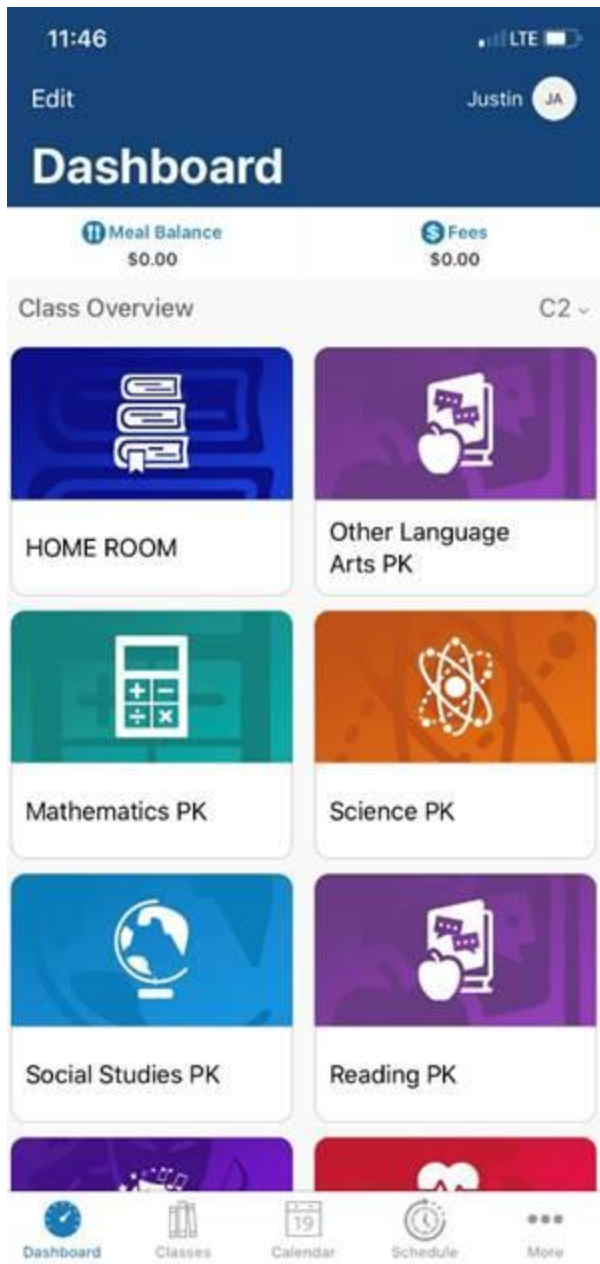 11:46
LTE
Edit
Justin JA
Dashboard
Meal Balance
$0.00
Fees
$0.00
Class Overview
C2
HOME ROOM
Other Language
Arts PK
Mathematics PK
Science PK
Social Studies PK
Reading PK
19
Dashboard
Classes
Calendar
Schedule
More